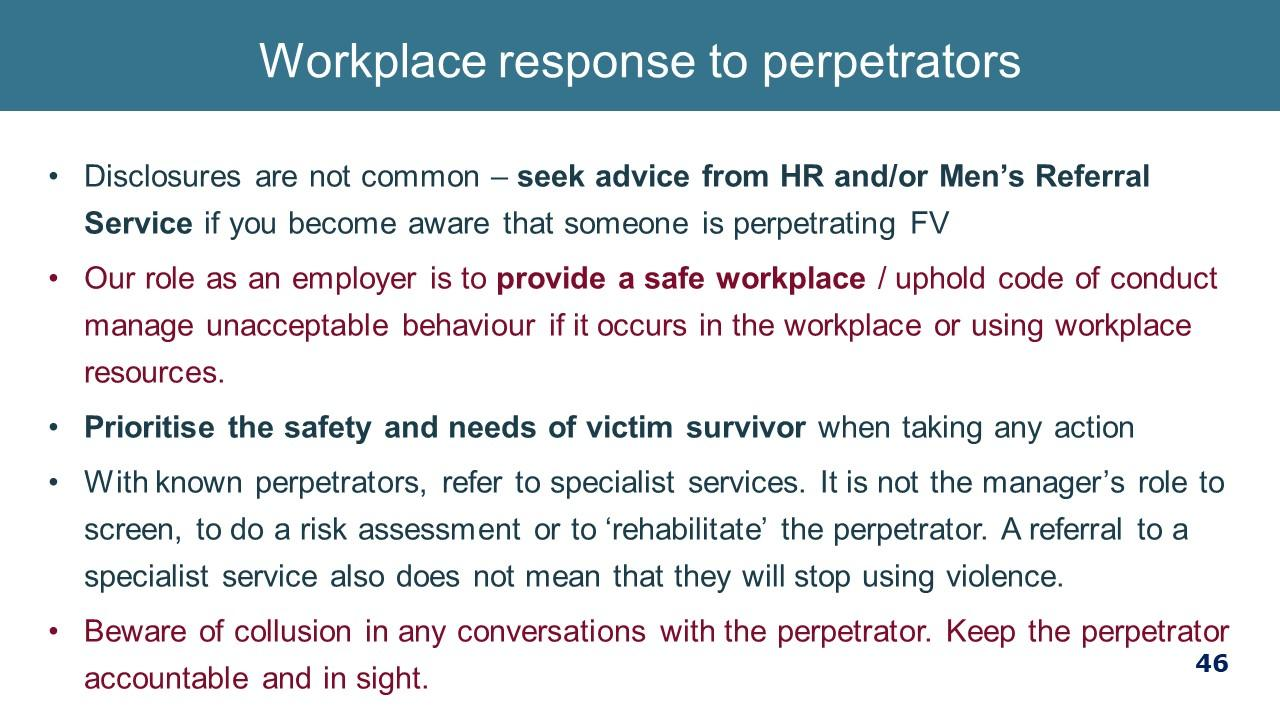 Workplace response to perpetrators
• Disclosures are not common – seek advice from HR and/or Men’s Referral
Service if you become aware that someone is perpetrating FV
• Our role as an employer is to provide a safe workplace / uphold code of conduct
manage unacceptable behaviour if it occurs in the workplace or using workplace
resources.
• Prioritise the safety and needs of victim survivor when taking any action
• With known perpetrators, refer to specialist services. It is not the manager’s role to
screen, to do a risk assessment or to ‘rehabilitate’ the perpetrator. A referral to a
specialist service also does not mean that they will stop using violence.
• Beware of collusion in any conversations with the perpetrator. Keep the perpetrator
accountable and in sight.
46